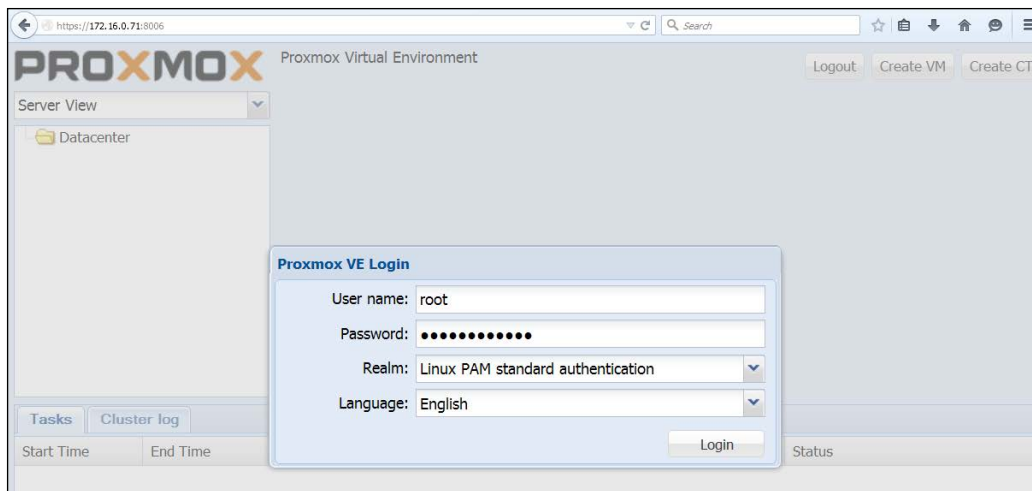 https://172.16.0.71:8006
Search
PROXMOX Proxmox Virtual Environment
Logout Create VM Create CT
Server View
Datacenter
Proxmox VE Login
User name: root
Password: ●●●●●●●●●●●●
Realm: Linux PAM standard authentication
Language: English
Login
Tasks Cluster log
Start Time End Time Status